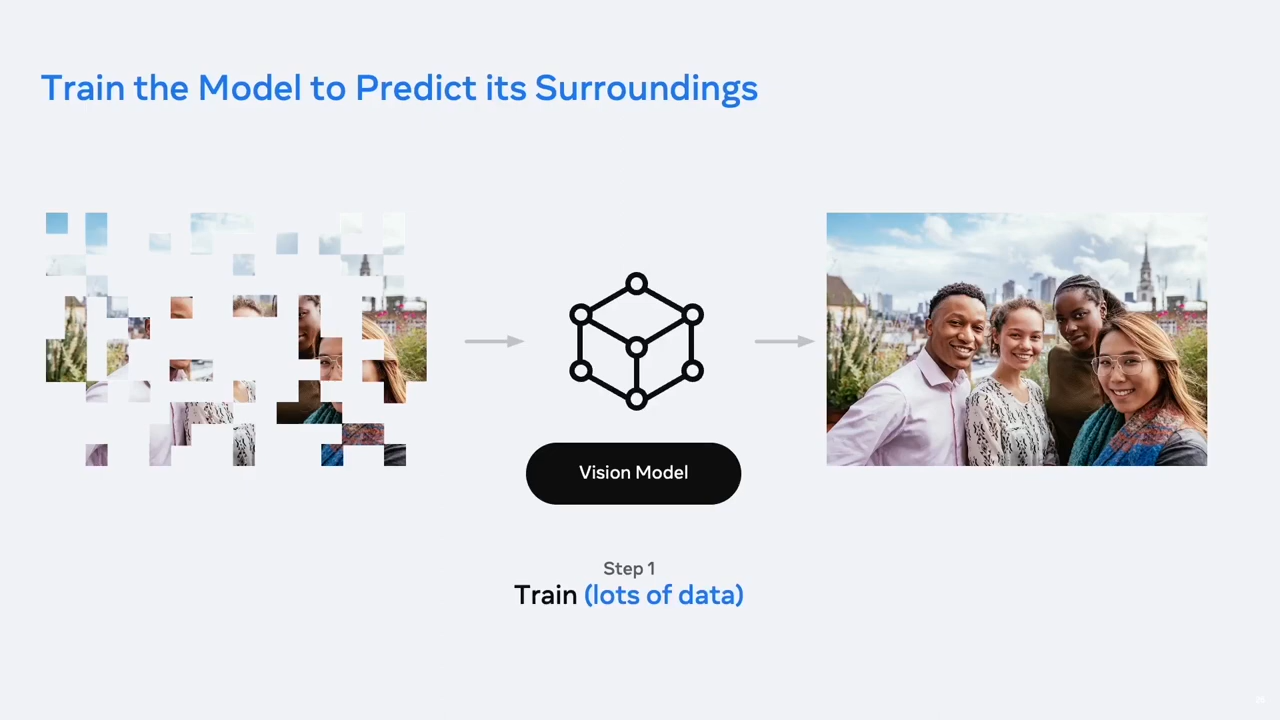 Train the Model to Predict its Surroundings
Vision Model
Step 1
Train (lots of data)